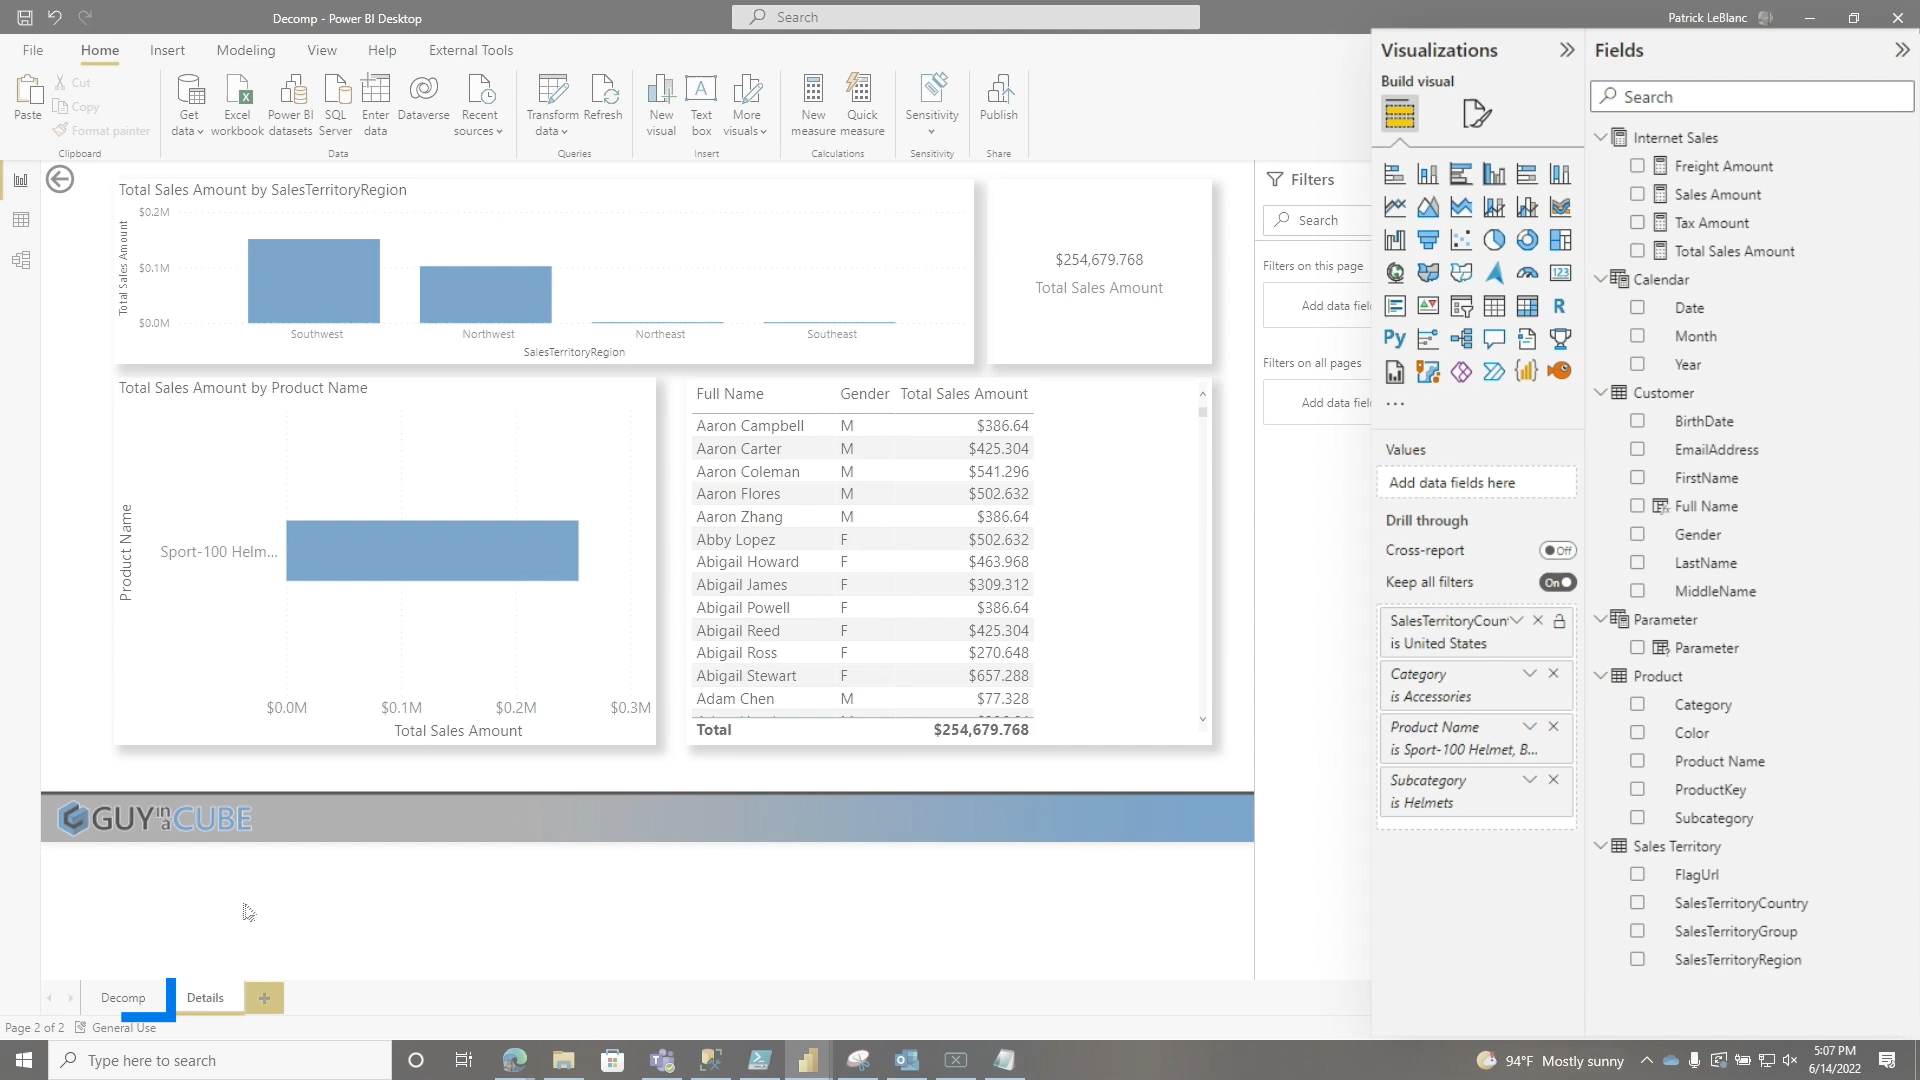 Decomp - Power BI Desktop
Search
Patrick LeBlanc
File
Home
Insert
Modeling
View
Help
External Tools
Paste
Cut
Copy
Format painter
Clipboard
Get data
Excel workbook
Power BI datasets
SQL Server
Enter data
Dataverse
Recent sources
Data
Transform data
Refresh
Queries
New visual
Text box
More visuals
Insert
New measure
Quick measure
Calculations
Sensitivity
Sensitivity
Publish
Share
Total Sales Amount by SalesTerritoryRegion
Total Sales Amount
$0.2M
$0.1M
$0.0M
Southwest
Northwest
Northeast
Southeast
SalesTerritoryRegion
$254,679.768
Total Sales Amount
Total Sales Amount by Product Name
Product Name
Sport-100 Helm...
$0.0M
$0.1M
$0.2M
$0.3M
Total Sales Amount
Full Name Gender Total Sales Amount
Aaron Campbell M $386.64
Aaron Carter M $425.304
Aaron Coleman M $541.296
Aaron Flores M $502.632
Aaron Zhang M $386.64
Abby Lopez F $502.632
Abigail Howard F $463.968
Abigail James F $309.312
Abigail Powell F $386.64
Abigail Reed F $425.304
Abigail Ross F $270.648
Abigail Stewart F $657.288
Adam Chen M $77.328
Total $254,679.768
GUY in a CUBE
Filters
Search
Filters on this page
Add data fiel
Filters on all pages
Add data fiel
Visualizations
Build visual
123
R
Py
Values
Add data fields here
Drill through
Cross-report
Off
Keep all filters
On
SalesTerritoryCoun
is United States
Category
is Accessories
Product Name
is Sport-100 Helmet, B...
Subcategory
is Helmets
Fields
Search
Internet Sales
Freight Amount
Sales Amount
Tax Amount
Total Sales Amount
Calendar
Date
Month
Year
Customer
BirthDate
EmailAddress
FirstName
Full Name
Gender
LastName
MiddleName
Parameter
Parameter
Product
Category
Color
Product Name
ProductKey
Subcategory
Sales Territory
FlagUrl
SalesTerritoryCountry
SalesTerritoryGroup
SalesTerritoryRegion
Decomp
Details
Page 2 of 2
General Use
Type here to search
94°F Mostly sunny
5:07 PM
6/14/2022